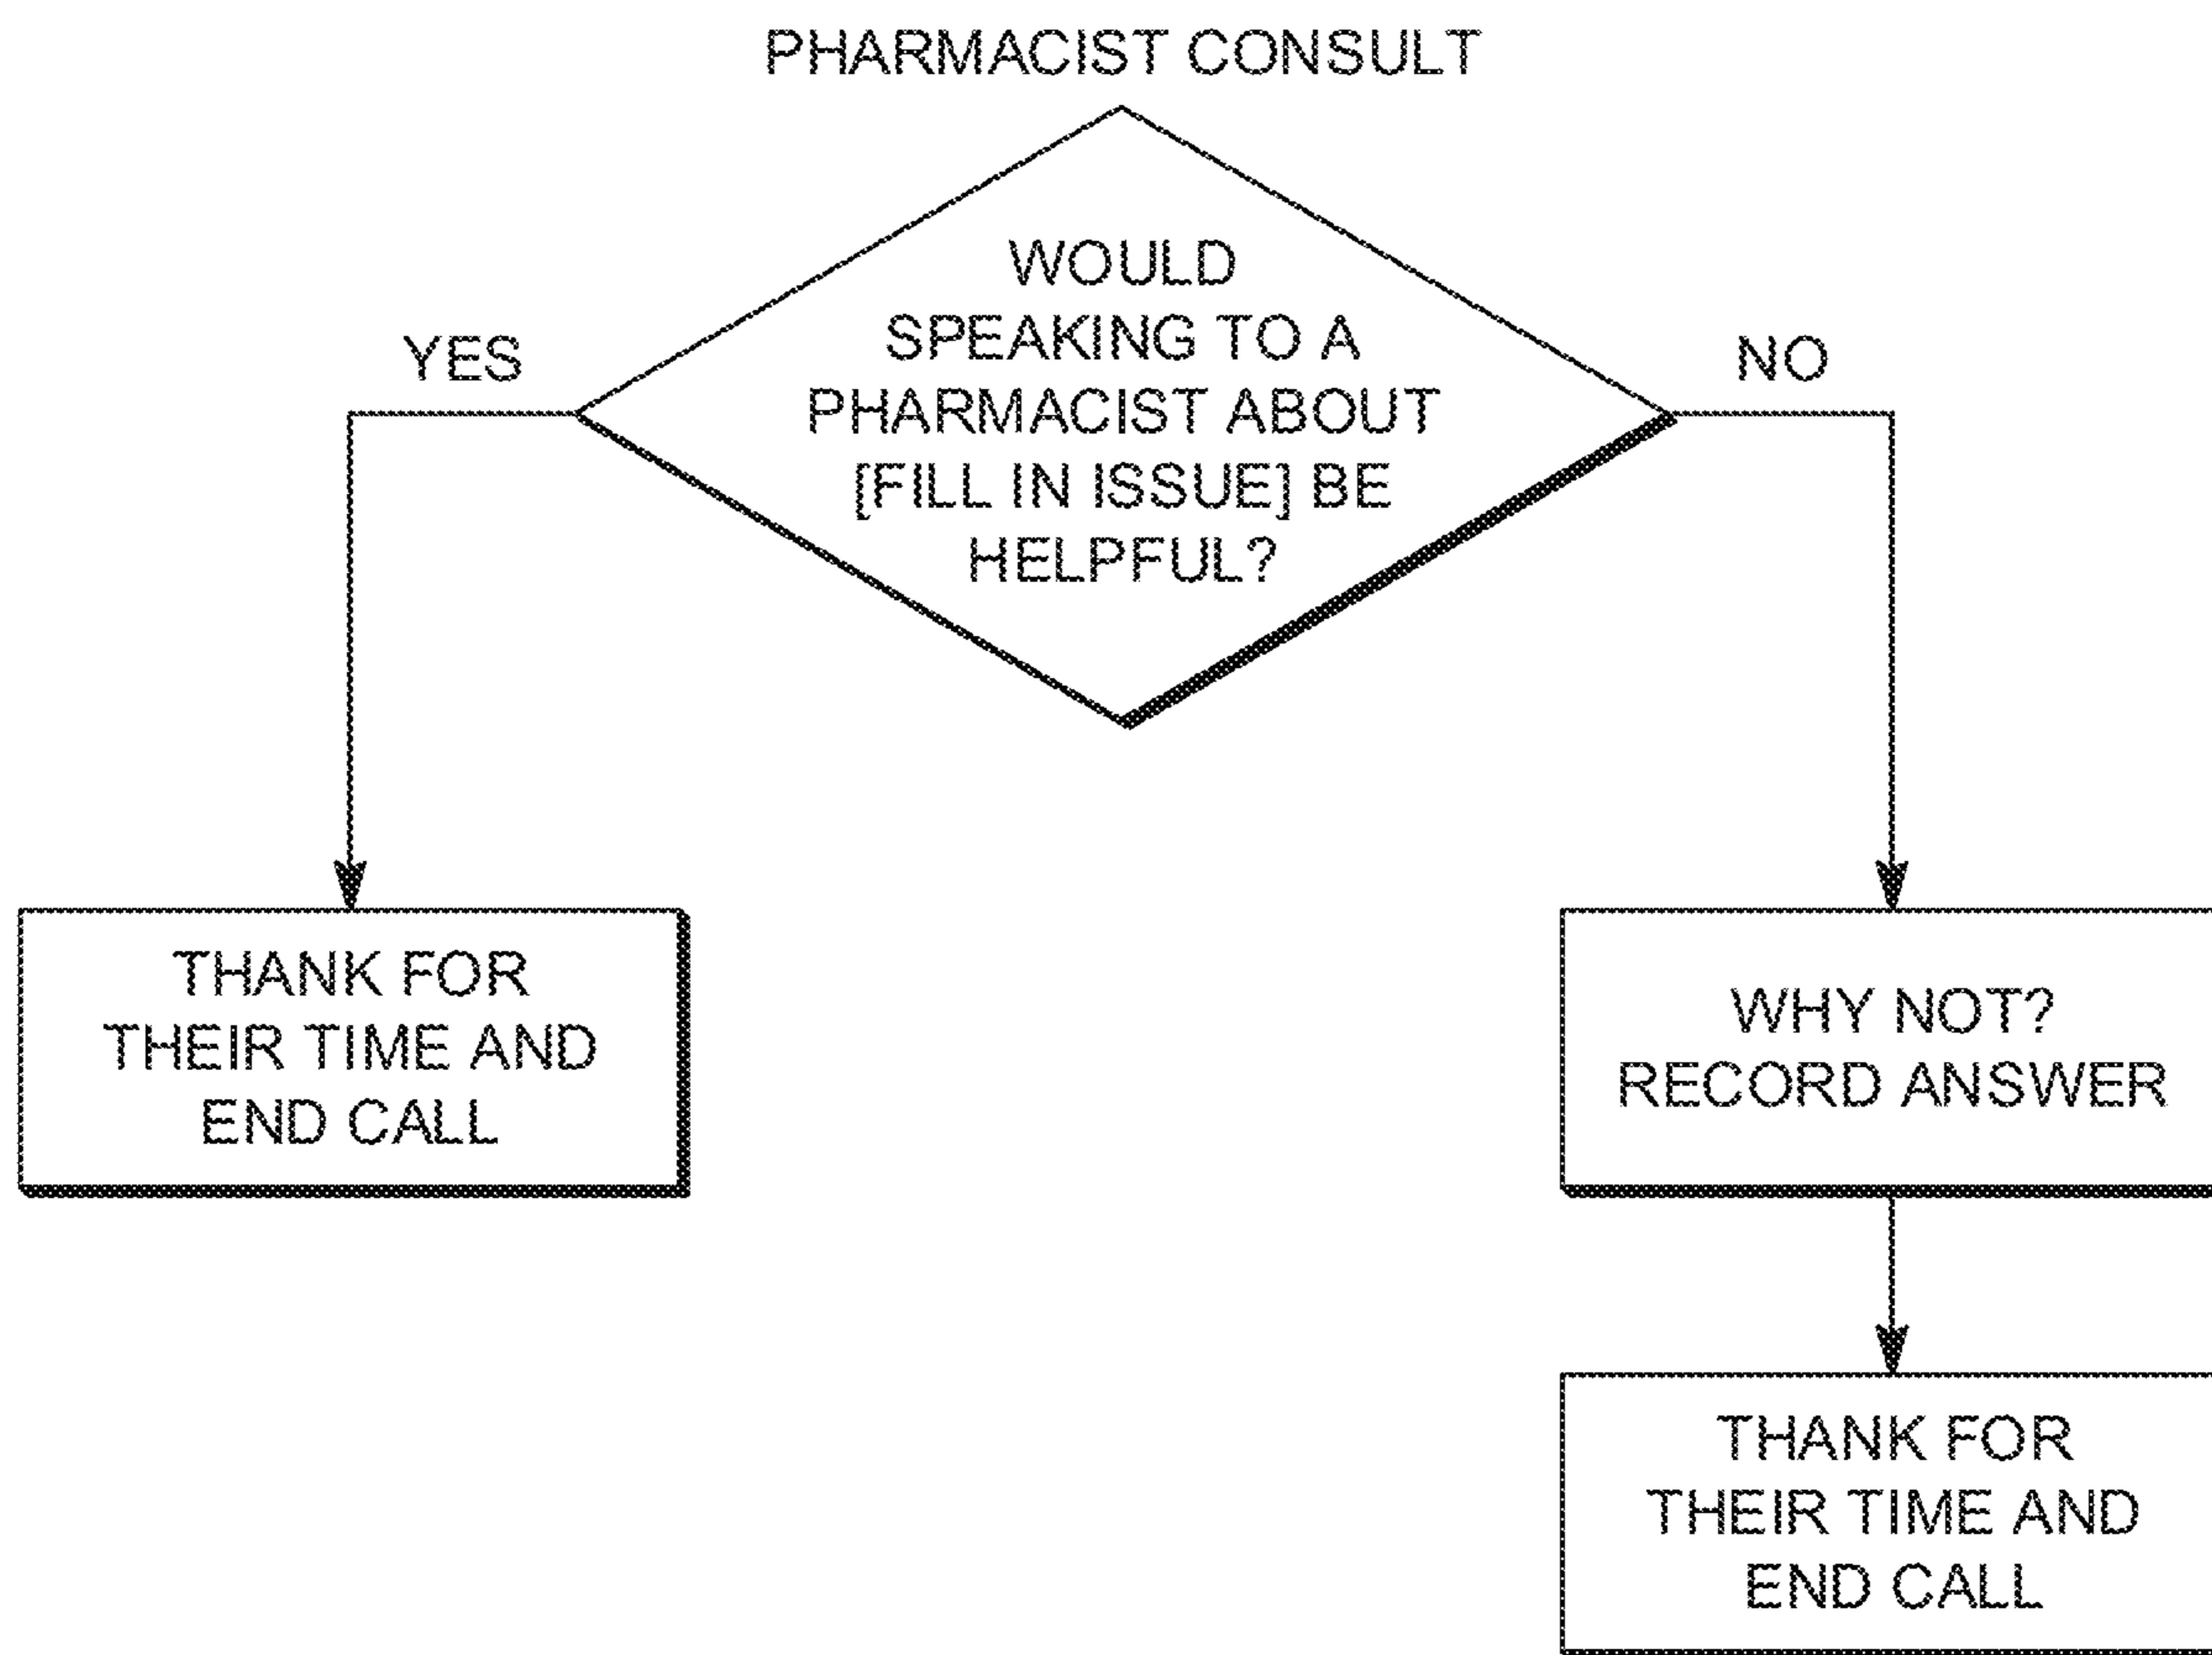 PHARMACIST CONSULT
WOULD
SPEAKING TO A
PHARMACIST ABOUT
[FILL IN ISSUE] BE
HELPFUL?
YES
NO
THANK FOR
THEIR TIME AND
END CALL
WHY NOT?
RECORD ANSWER
THANK FOR
THEIR TIME AND
END CALL